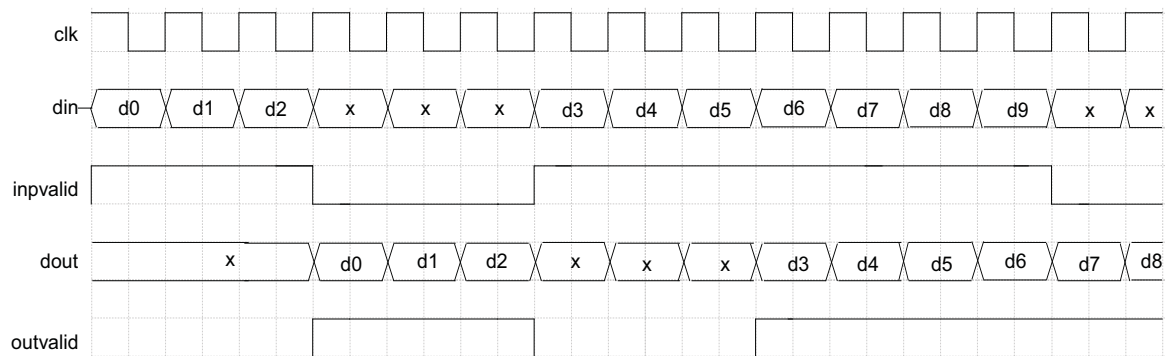 clk
din d0 d1 d2 x x x d3 d4 d5 d6 d7 d8 d9 x x
inpvalid
dout x d0 d1 d2 x x x d3 d4 d5 d6 d7 d8
outvalid